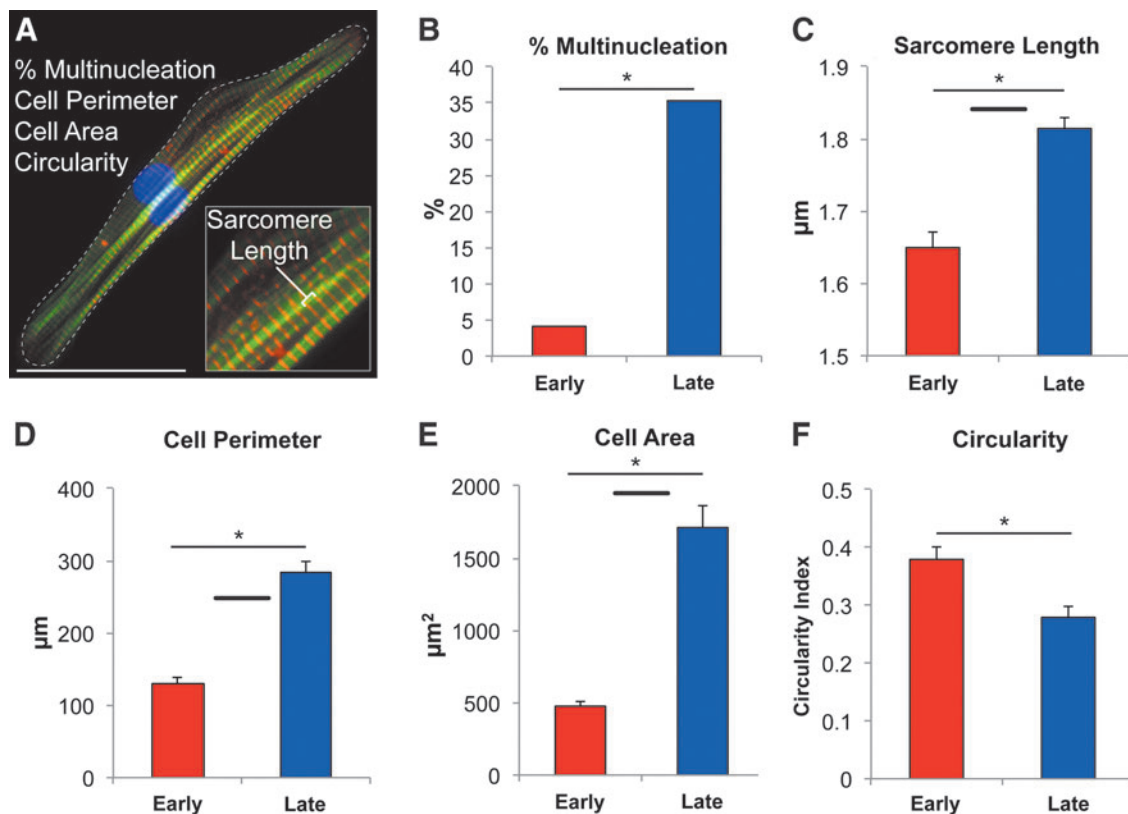 A
% Multinucleation
Cell Perimeter
Cell Area
Circularity
Sarcomere
Length
B
% Multinucleation
%
40
35
30
25
20
15
10
5
0
*
Early
Late
C
Sarcomere Length
µm
1.9
1.8
1.7
1.6
1.5
*
Early
Late
D
Cell Perimeter
µm
400
300
200
100
0
*
Early
Late
E
Cell Area
µm²
2000
1500
1000
500
0
*
Early
Late
F
Circularity
Circularity Index
0.5
0.4
0.3
0.2
0.1
0
*
Early
Late